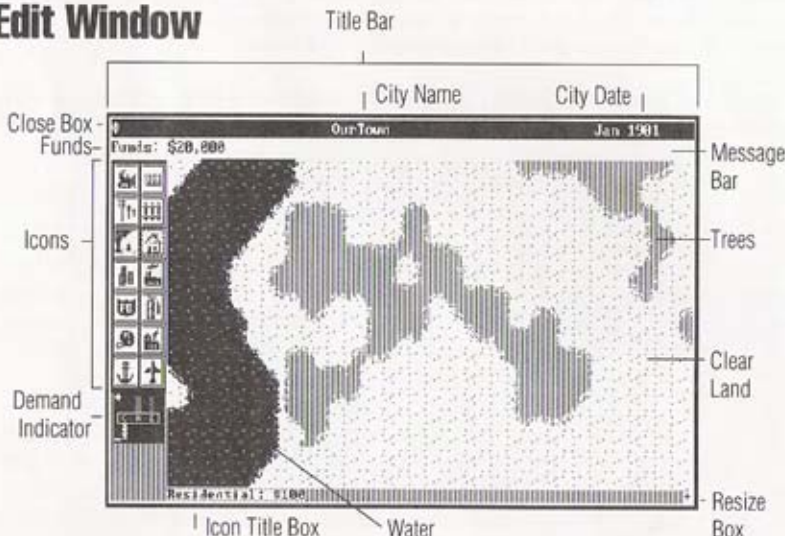 Edit Window
Title Bar
City Name
City Date
Close Box
OurTown
Jan 1901
Funds
Funds: $20,000
Message
Bar
Icons
Trees
Clear
Land
Demand
Indicator
Residential: $100
Resize
Box
Icon Title Box
Water